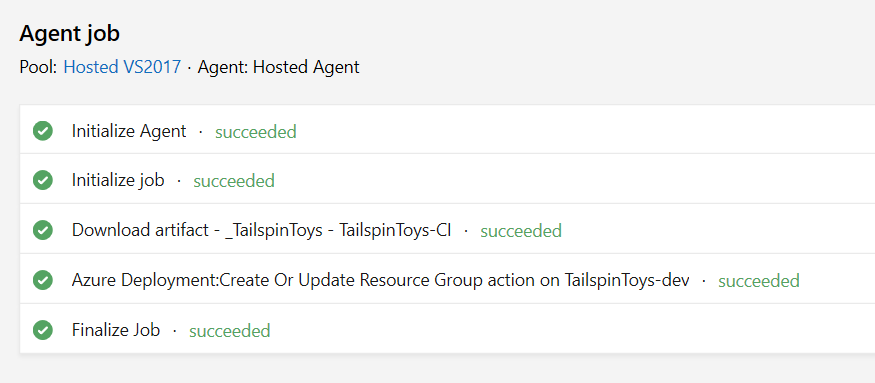 Agent job
Pool: Hosted VS2017 · Agent: Hosted Agent
Initialize Agent · succeeded
Initialize job · succeeded
Download artifact - _TailspinToys - TailspinToys-CI · succeeded
Azure Deployment:Create Or Update Resource Group action on TailspinToys-dev · succeeded
Finalize Job · succeeded